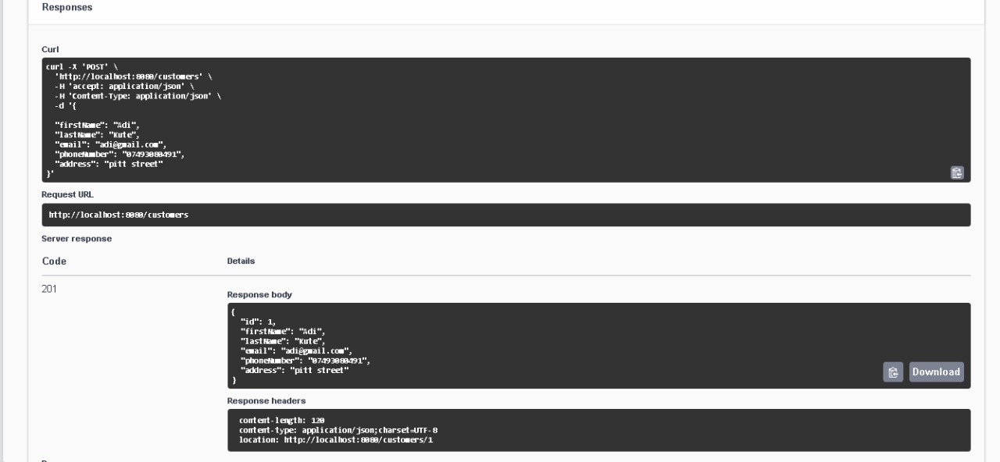 Responses
Curl
curl -X 'POST' \
'http://localhost:8080/customers' \
-H 'accept: application/json' \
-H 'Content-Type: application/json' \
-d '{
"firstName": "Adi",
"lastName": "Kute",
"email": "adi@gmail.com",
"phoneNumber": "07493080491",
"address": "pitt street"
}'
Request URL
http://localhost:8080/customers
Server response
Code
Details
201
Response body
{
"id": 1,
"firstName": "Adi",
"lastName": "Kute",
"email": "adi@gmail.com",
"phoneNumber": "07493080491",
"address": "pitt street"
}
Download
Response headers
content-length: 120
content-type: application/json;charset=UTF-8
location: http://localhost:8080/customers/1